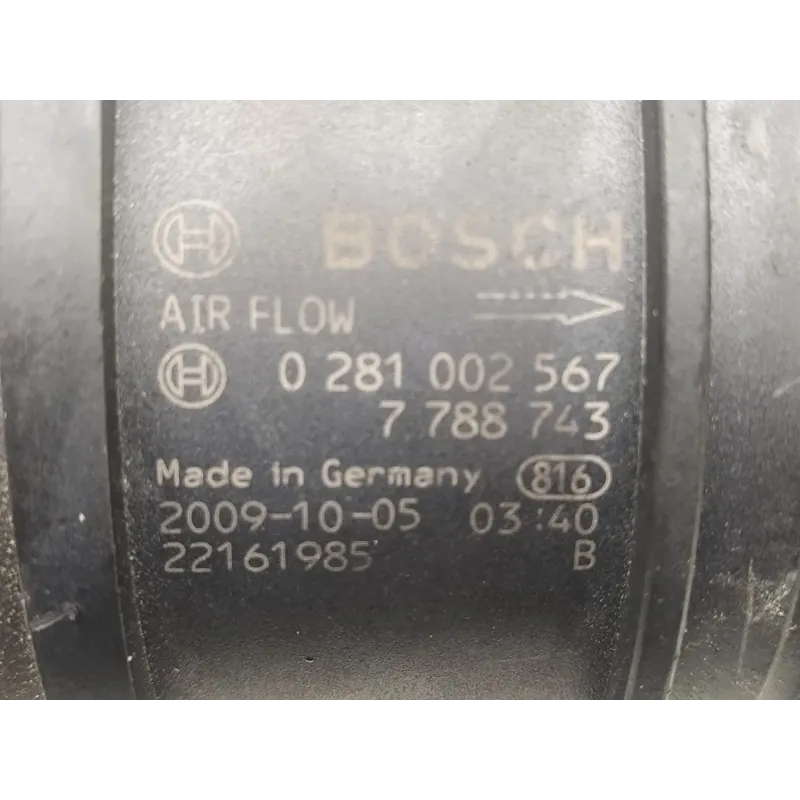 BOSCH
AIR FLOW
0 281 002 567
7 788 743
Made in Germany 816
2009-10-05 03:40
22161985 B